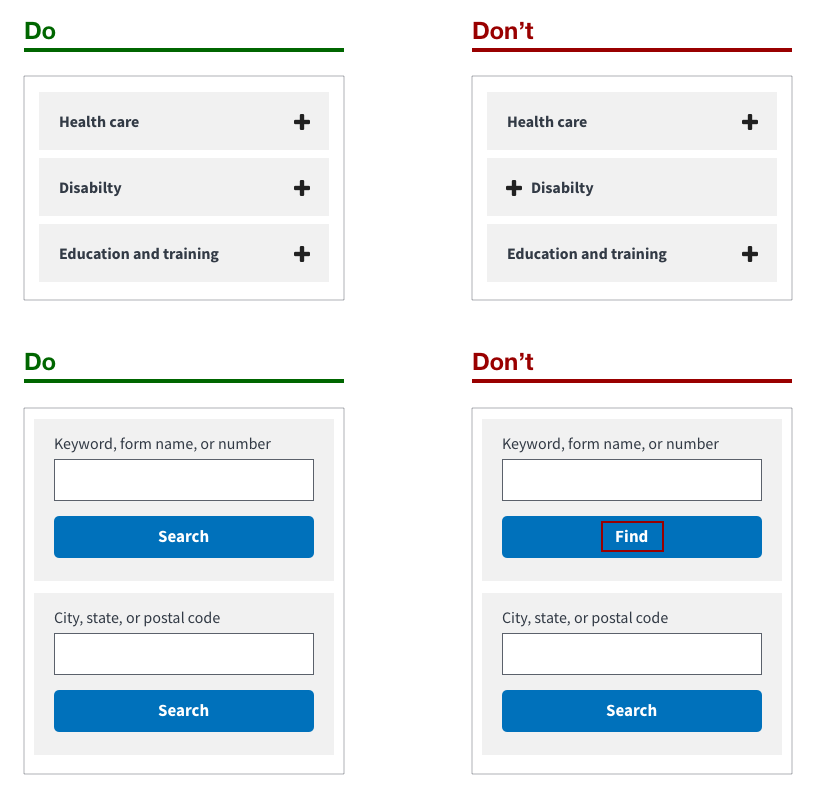 Do
Health care
Disabilty
Education and training
Don’t
Health care
Disabilty
Education and training
Do
Keyword, form name, or number
Search
City, state, or postal code
Search
Don’t
Keyword, form name, or number
Find
City, state, or postal code
Search